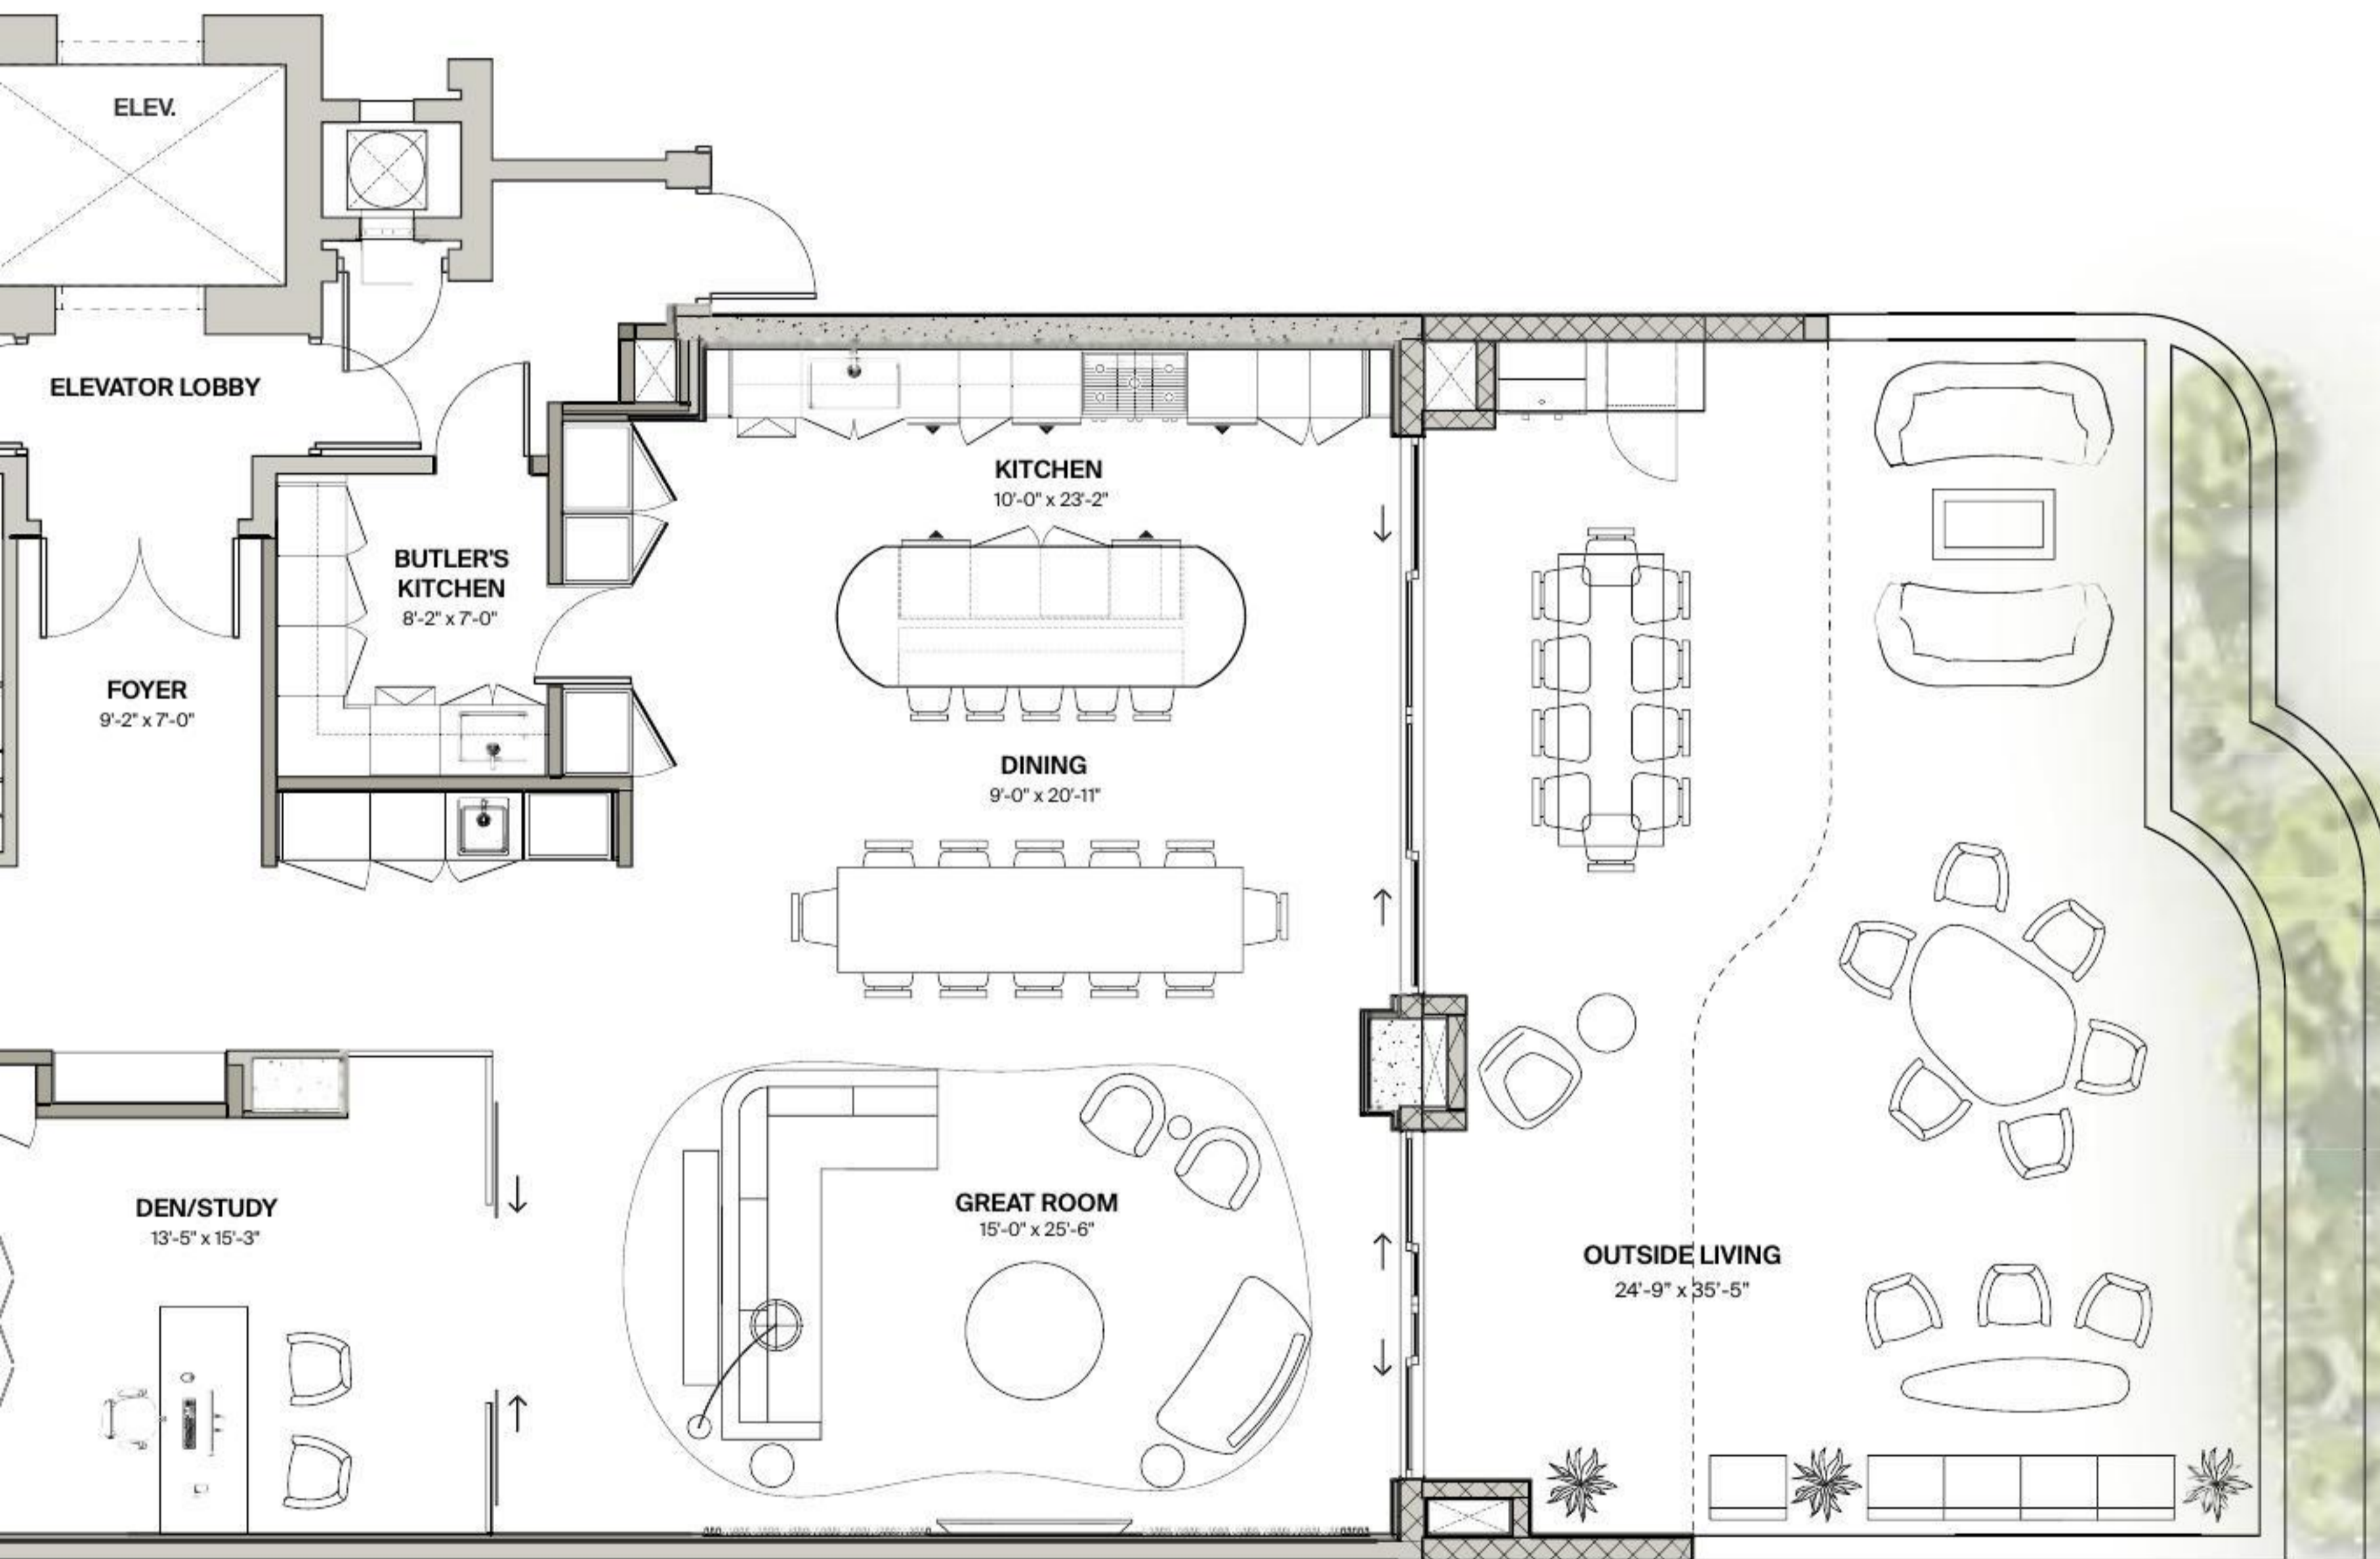 ELEV.
ELEVATOR LOBBY
KITCHEN
10'-0" x 23'-2"
BUTLER'S
KITCHEN
8'-2" x 7'-0"
FOYER
9'-2" x 7'-0"
DINING
9'-0" x 20'-11"
DEN/STUDY
13'-5" x 15'-3"
GREAT ROOM
15'-0" x 25'-6"
OUTSIDE LIVING
24'-9" x 35'-5"